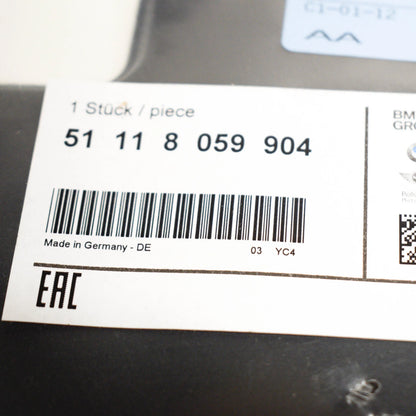 C1-01-12
AA
1 Stück / piece
51 11 8 059 904
BM
GRO
Made in Germany - DE
03 YC4
EAC